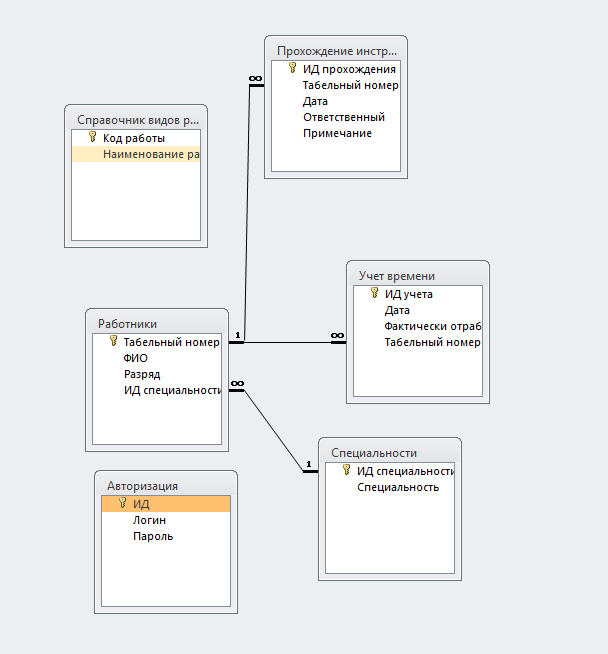 Прохождение инстр...
ИД прохождения
Табельный номер
Дата
Ответственный
Примечание
Справочник видов р...
Код работы
Наименование ра
Учет времени
ИД учета
Дата
Фактически отраб
Табельный номер
Работники
Табельный номер
ФИО
Разряд
ИД специальности
Специальности
ИД специальности
Специальность
Авторизация
ИД
Логин
Пароль
∞
1
∞
∞
1